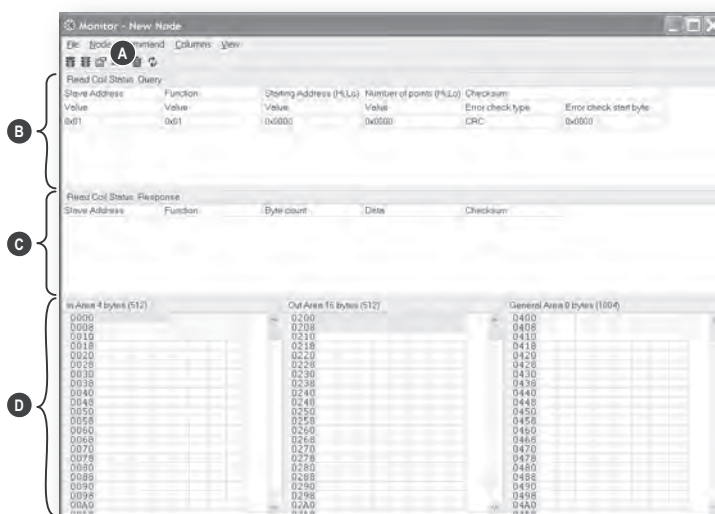 Monitor - New Node
File Node mmand Columns View
A
Read Coil Status Query
Slave Address Function Starting Address (Hi,Lo) Number of points (Hi,Lo) Checksum
Value Value Value Value Error check type Error check start byte
0x01 0x01 0x0000 0x0000 CRC 0x0000
B
Read Coil Status Response
Slave Address Function Byte count Data Checksum
C
In Area 4 bytes (512) Out Area 16 bytes (512) General Area 0 bytes (1004)
0000 0200 0400
0008 0208 0408
0010 0210 0410
0018 0218 0418
0020 0220 0420
0028 0228 0428
0030 0230 0430
0038 0238 0438
0040 0240 0440
0048 0248 0448
0050 0250 0450
0058 0258 0458
0060 0260 0460
0068 0268 0468
0070 0270 0470
0078 0278 0478
0080 0280 0480
0088 0288 0488
0090 0290 0490
0098 0298 0498
00A0 02A0 04A0
D